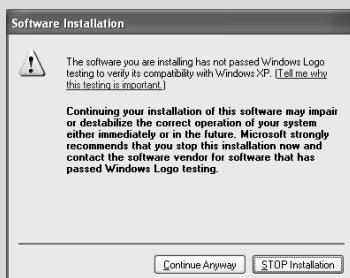 Software Installation
The software you are installing has not passed Windows Logo
testing to verify its compatibility with Windows XP. (Tell me why
this testing is important.)
Continuing your installation of this software may impair
or destabilize the correct operation of your system
either immediately or in the future. Microsoft strongly
recommends that you stop this installation now and
contact the software vendor for software that has
passed Windows Logo testing.
Continue Anyway STOP Installation